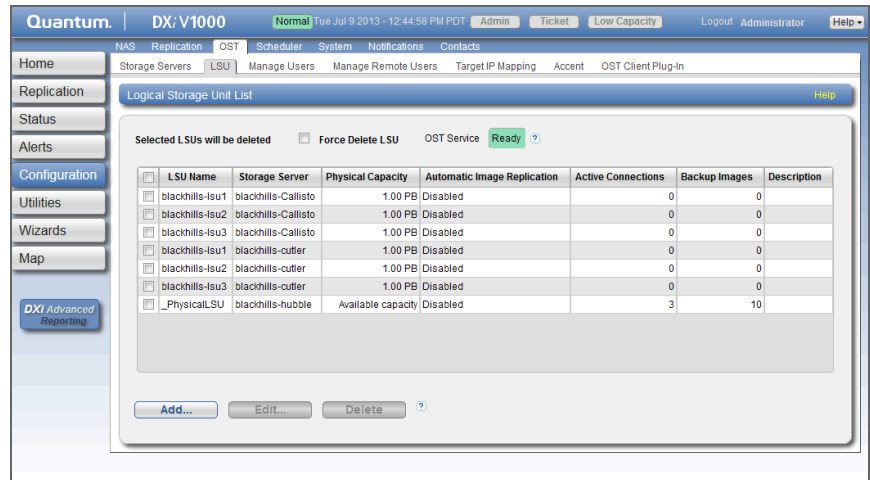 Quantum. DXi V1000 Normal Tue Jul 9 2013 - 12:44:58 PM PDT Admin Ticket Low Capacity Logout Administrator Help
NAS Replication OST Scheduler System Notifications Contacts
Storage Servers LSU Manage Users Manage Remote Users Target IP Mapping Accent OST Client Plug-In
Home
Replication
Status
Alerts
Configuration
Utilities
Wizards
Map
DXi Advanced
Reporting
Logical Storage Unit List Help
Selected LSUs will be deleted Force Delete LSU OST Service Ready ?
LSU Name Storage Server Physical Capacity Automatic Image Replication Active Connections Backup Images Description
blackhills-lsu1 blackhills-Callisto 1.00 PB Disabled 0 0
blackhills-lsu2 blackhills-Callisto 1.00 PB Disabled 0 0
blackhills-lsu3 blackhills-Callisto 1.00 PB Disabled 0 0
blackhills-lsu1 blackhills-cutler 1.00 PB Disabled 0 0
blackhills-lsu2 blackhills-cutler 1.00 PB Disabled 0 0
blackhills-lsu3 blackhills-cutler 1.00 PB Disabled 0 0
_PhysicalLSU blackhills-hubble Available capacity Disabled 3 10
Add... Edit... Delete ?